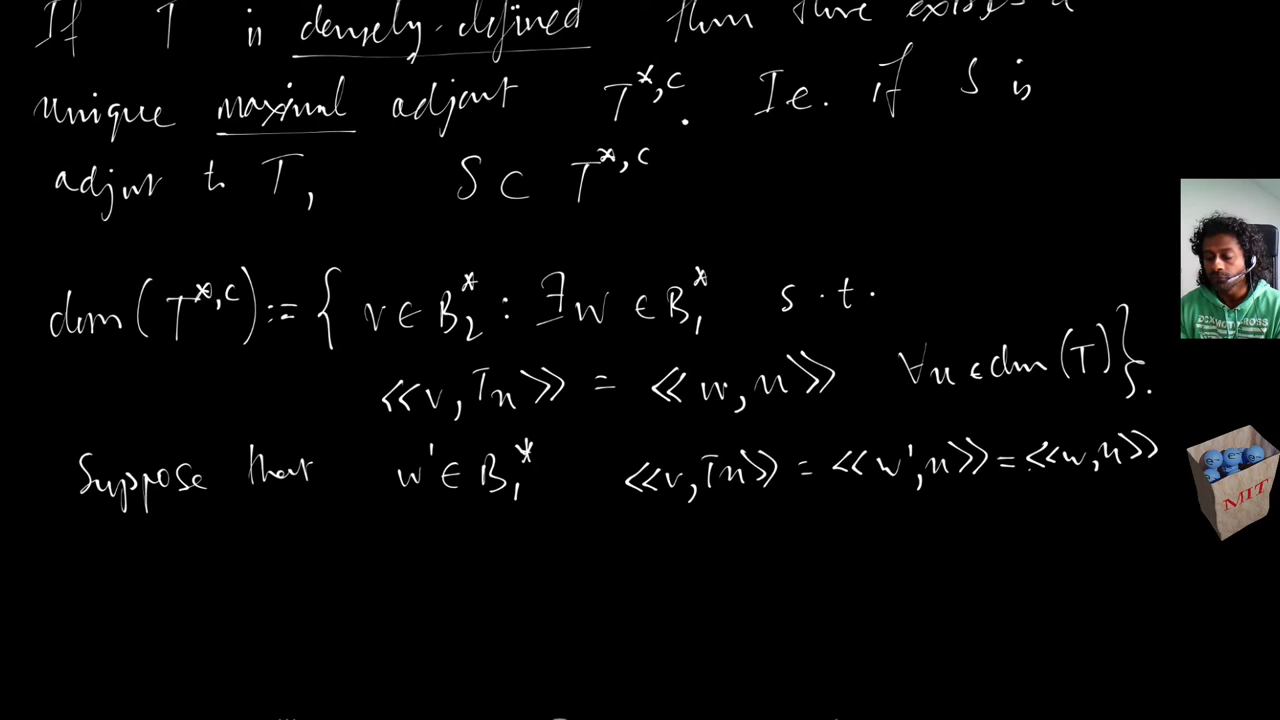 If T is densely-defined then there exists a
unique maximal adjoint T^{*,c}. I.e. if S is
adjoint to T, S ⊂ T^{*,c}
dom(T^{*,c}) := { v ∈ B_2^* : ∃ w ∈ B_1^* s.t.
≪v, Tu≫ = ≪w, u≫ ∀u ∈ dom(T)}.
Suppose that w' ∈ B_1^* ≪v, Tu≫ = ≪w', u≫ = ≪w, u≫
MIT